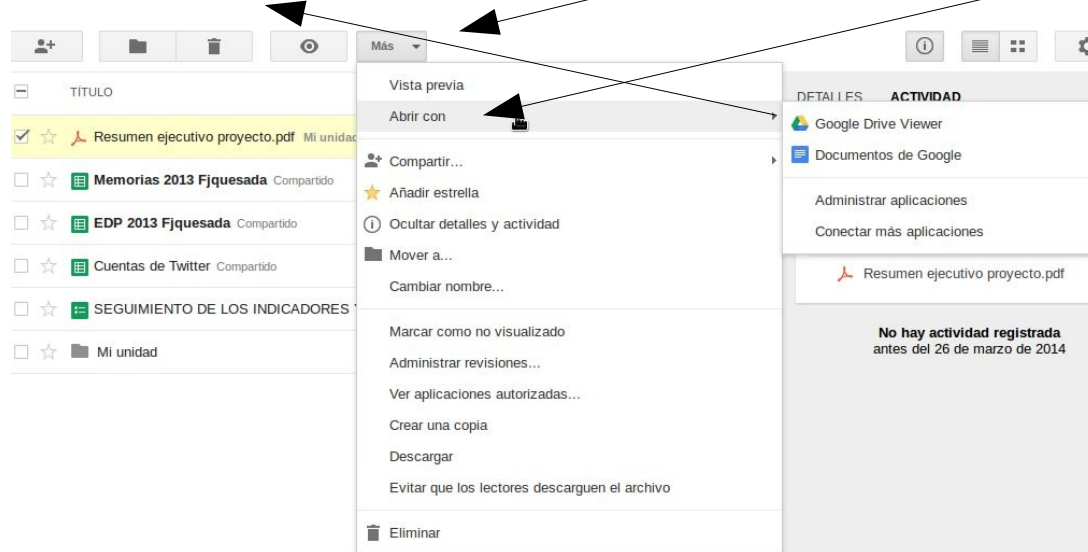 Más
TÍTULO
Resumen ejecutivo proyecto.pdf Mi unidad
Memorias 2013 Fjquesada Compartido
EDP 2013 Fjquesada Compartido
Cuentas de Twitter Compartido
SEGUIMIENTO DE LOS INDICADORES
Mi unidad
Vista previa
Abrir con
Compartir...
Añadir estrella
Ocultar detalles y actividad
Mover a...
Cambiar nombre...
Marcar como no visualizado
Administrar revisiones...
Ver aplicaciones autorizadas...
Crear una copia
Descargar
Evitar que los lectores descarguen el archivo
Eliminar
DETALLES ACTIVIDAD
Google Drive Viewer
Documentos de Google
Administrar aplicaciones
Conectar más aplicaciones
Resumen ejecutivo proyecto.pdf
No hay actividad registrada
antes del 26 de marzo de 2014